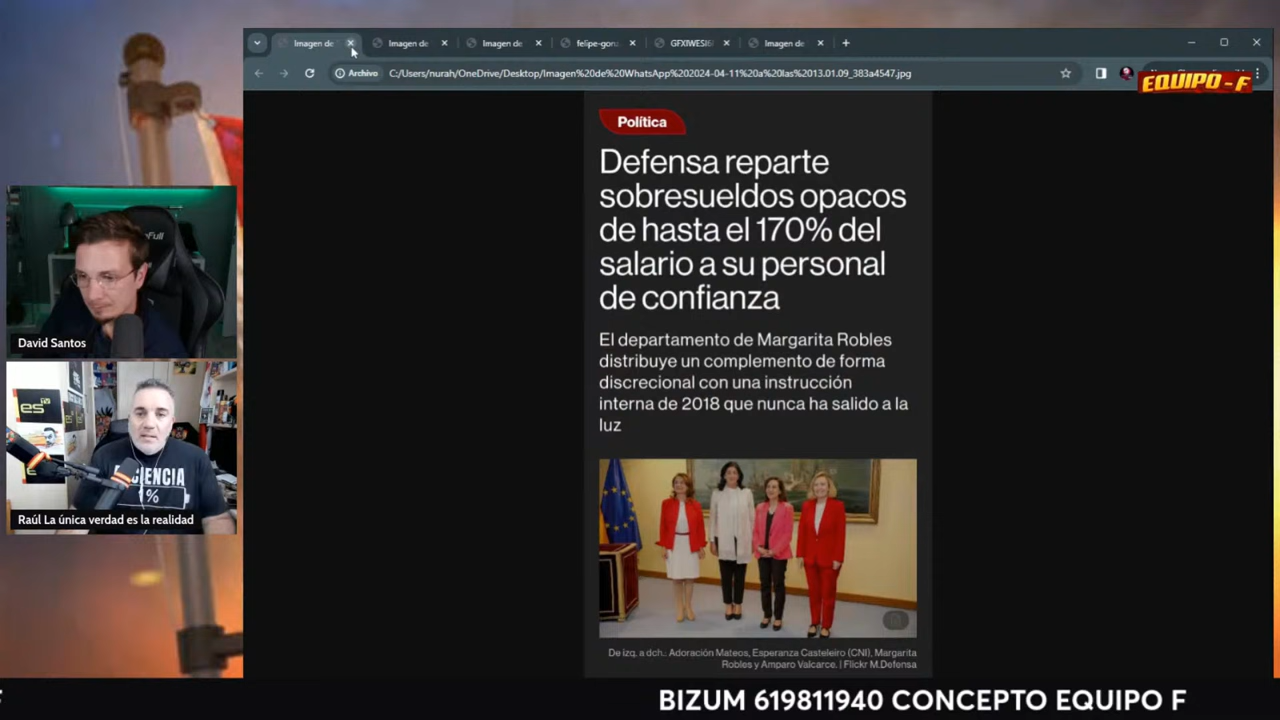 Imagen de
Imagen de
Imagen de
felipe-gonz
Imagen de
Archivo
C:/Users/nurah/OneDrive/Desktop/Imagen%20de%20WhatsApp%202024-04-11%20a%20las%2013.01.09_383a4547.jpg
EQUIPO-F
Política
Defensa reparte
sobresueldos opacos
de hasta el 170% del
salario a su personal
de confianza
El departamento de Margarita Robles
distribuye un complemento de forma
discrecional con una instrucción
interna de 2018 que nunca ha salido a la
luz
De izq, a dch.: Adoración Mateos, Esperanza Casteleiro (CNI), Margarita
Robles y Amparo Valcarce. | Flickr M.Defensa
David Santos
es
CIENCIA
%
Raúl La única verdad es la realidad
F
BIZUM 619811940 CONCEPTO EQUIPO F